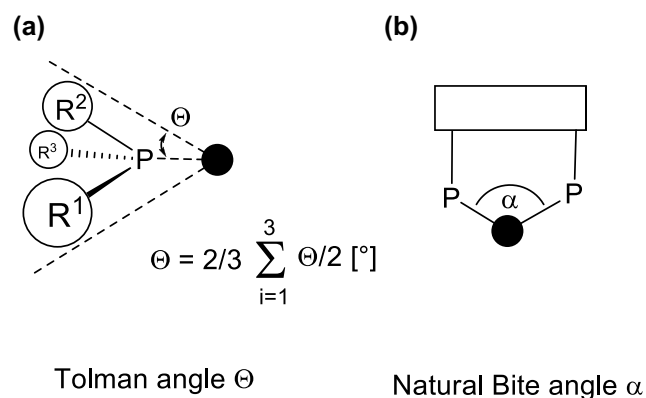 (a)
(b)
R²
Θ
R³
P
R¹
P
P
α
Θ = 2/3 3 ∑ i=1 Θ/2 [°]
Tolman angle Θ
Natural Bite angle α